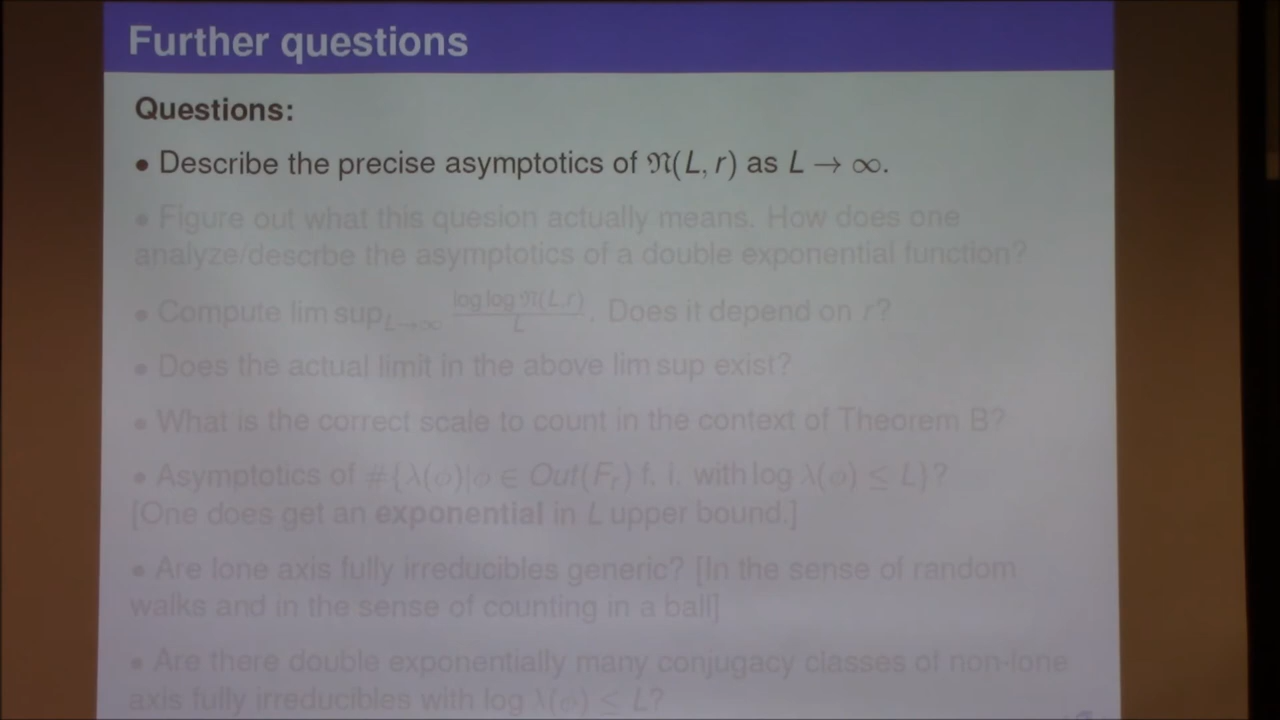 Further questions
Questions:
• Describe the precise asymptotics of 𝔑(L, r) as L → ∞.
• Figure out what this quesion actually means. How does one
analyze/descrbe the asymptotics of a double exponential function?
• Compute lim sup_{L→∞} \frac{log log 𝔑(L,r)}{L}. Does it depend on r?
• Does the actual limit in the above lim sup exist?
• What is the correct scale to count in the context of Theorem B?
• Asymptotics of #{λ(φ)|φ ∈ Out(F_r) f. i. with log λ(φ) ≤ L}?
[One does get an exponential in L upper bound.]
• Are lone axis fully irreducibles generic? [In the sense of random
walks and in the sense of counting in a ball]
• Are there double exponentially many conjugacy classes of non-lone
axis fully irreducibles with log λ(φ) ≤ L?